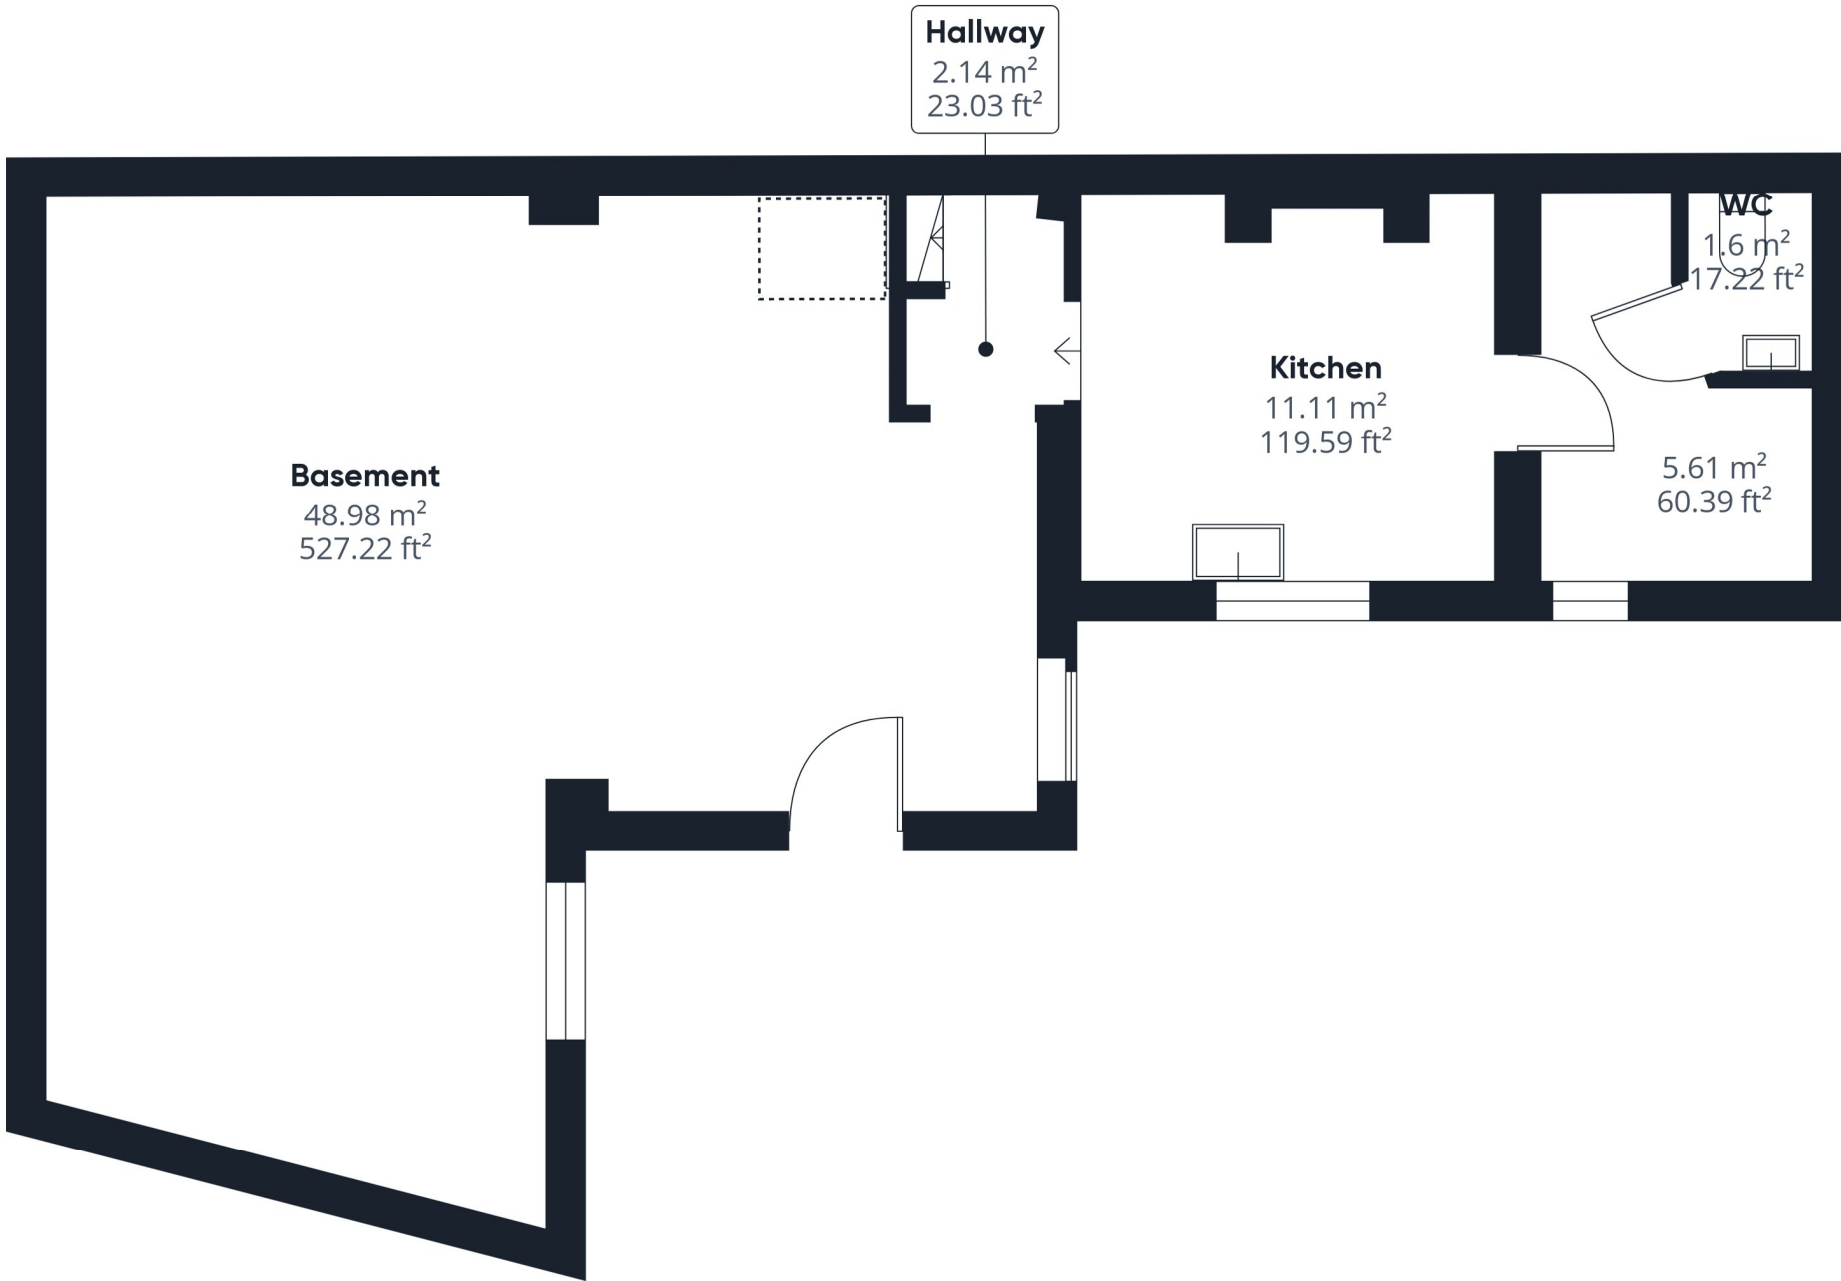 Hallway
2.14 m²
23.03 ft²
WC
1.6 m²
17.22 ft²
Kitchen
11.11 m²
119.59 ft²
Basement
48.98 m²
527.22 ft²
5.61 m²
60.39 ft²